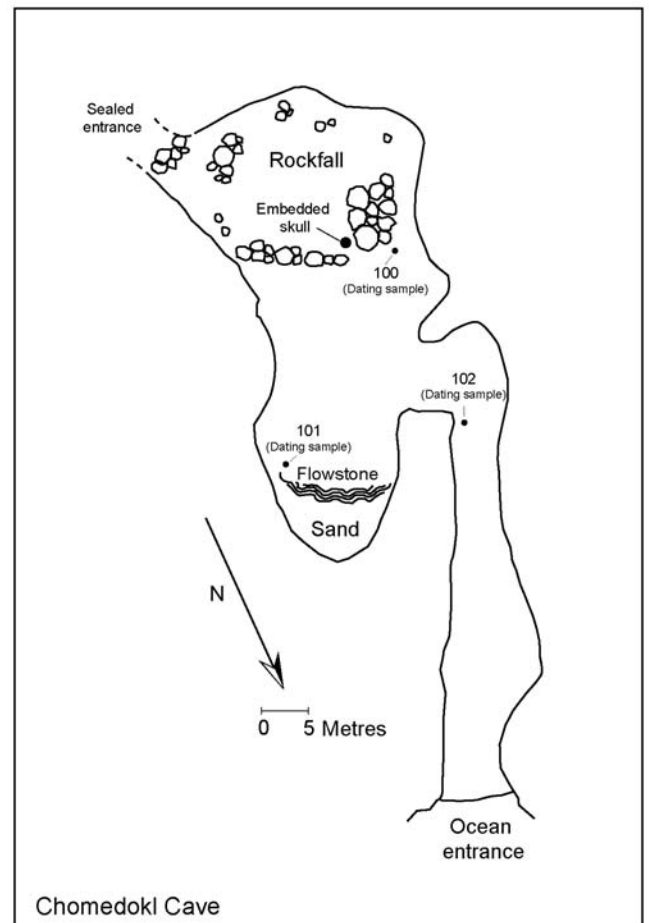 Sealed
entrance
Rockfall
Embedded
skull
100
(Dating sample)
102
(Dating sample)
101
(Dating sample)
Flowstone
Sand
N
0 5 Metres
Ocean
entrance
Chomedokl Cave